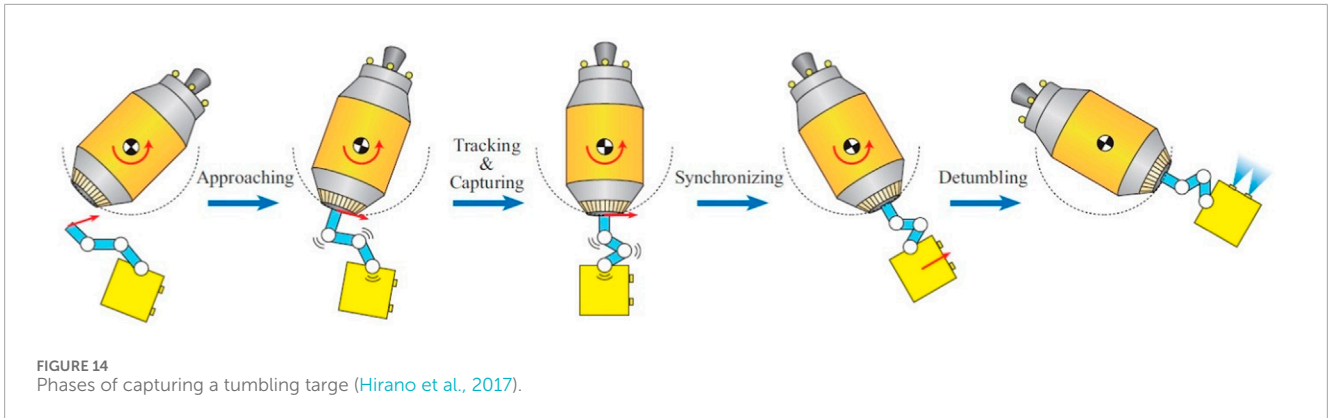 Approaching
Tracking
&
Capturing
Synchronizing
Detumbling
FIGURE 14
Phases of capturing a tumbling targe (Hirano et al., 2017).